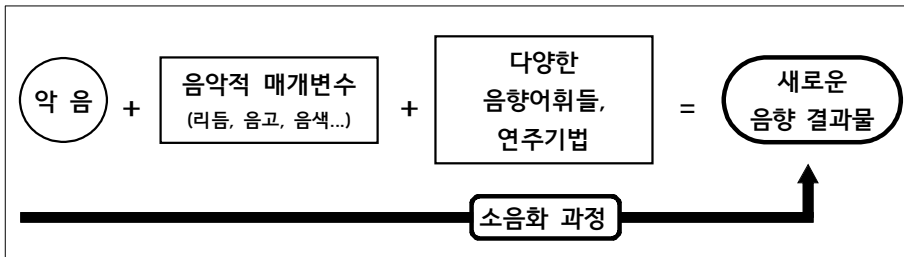 악 음
+
음악적 매개변수
(리듬, 음고, 음색...)
+
다양한
음향어휘들,
연주기법
=
새로운
음향 결과물
소음화 과정